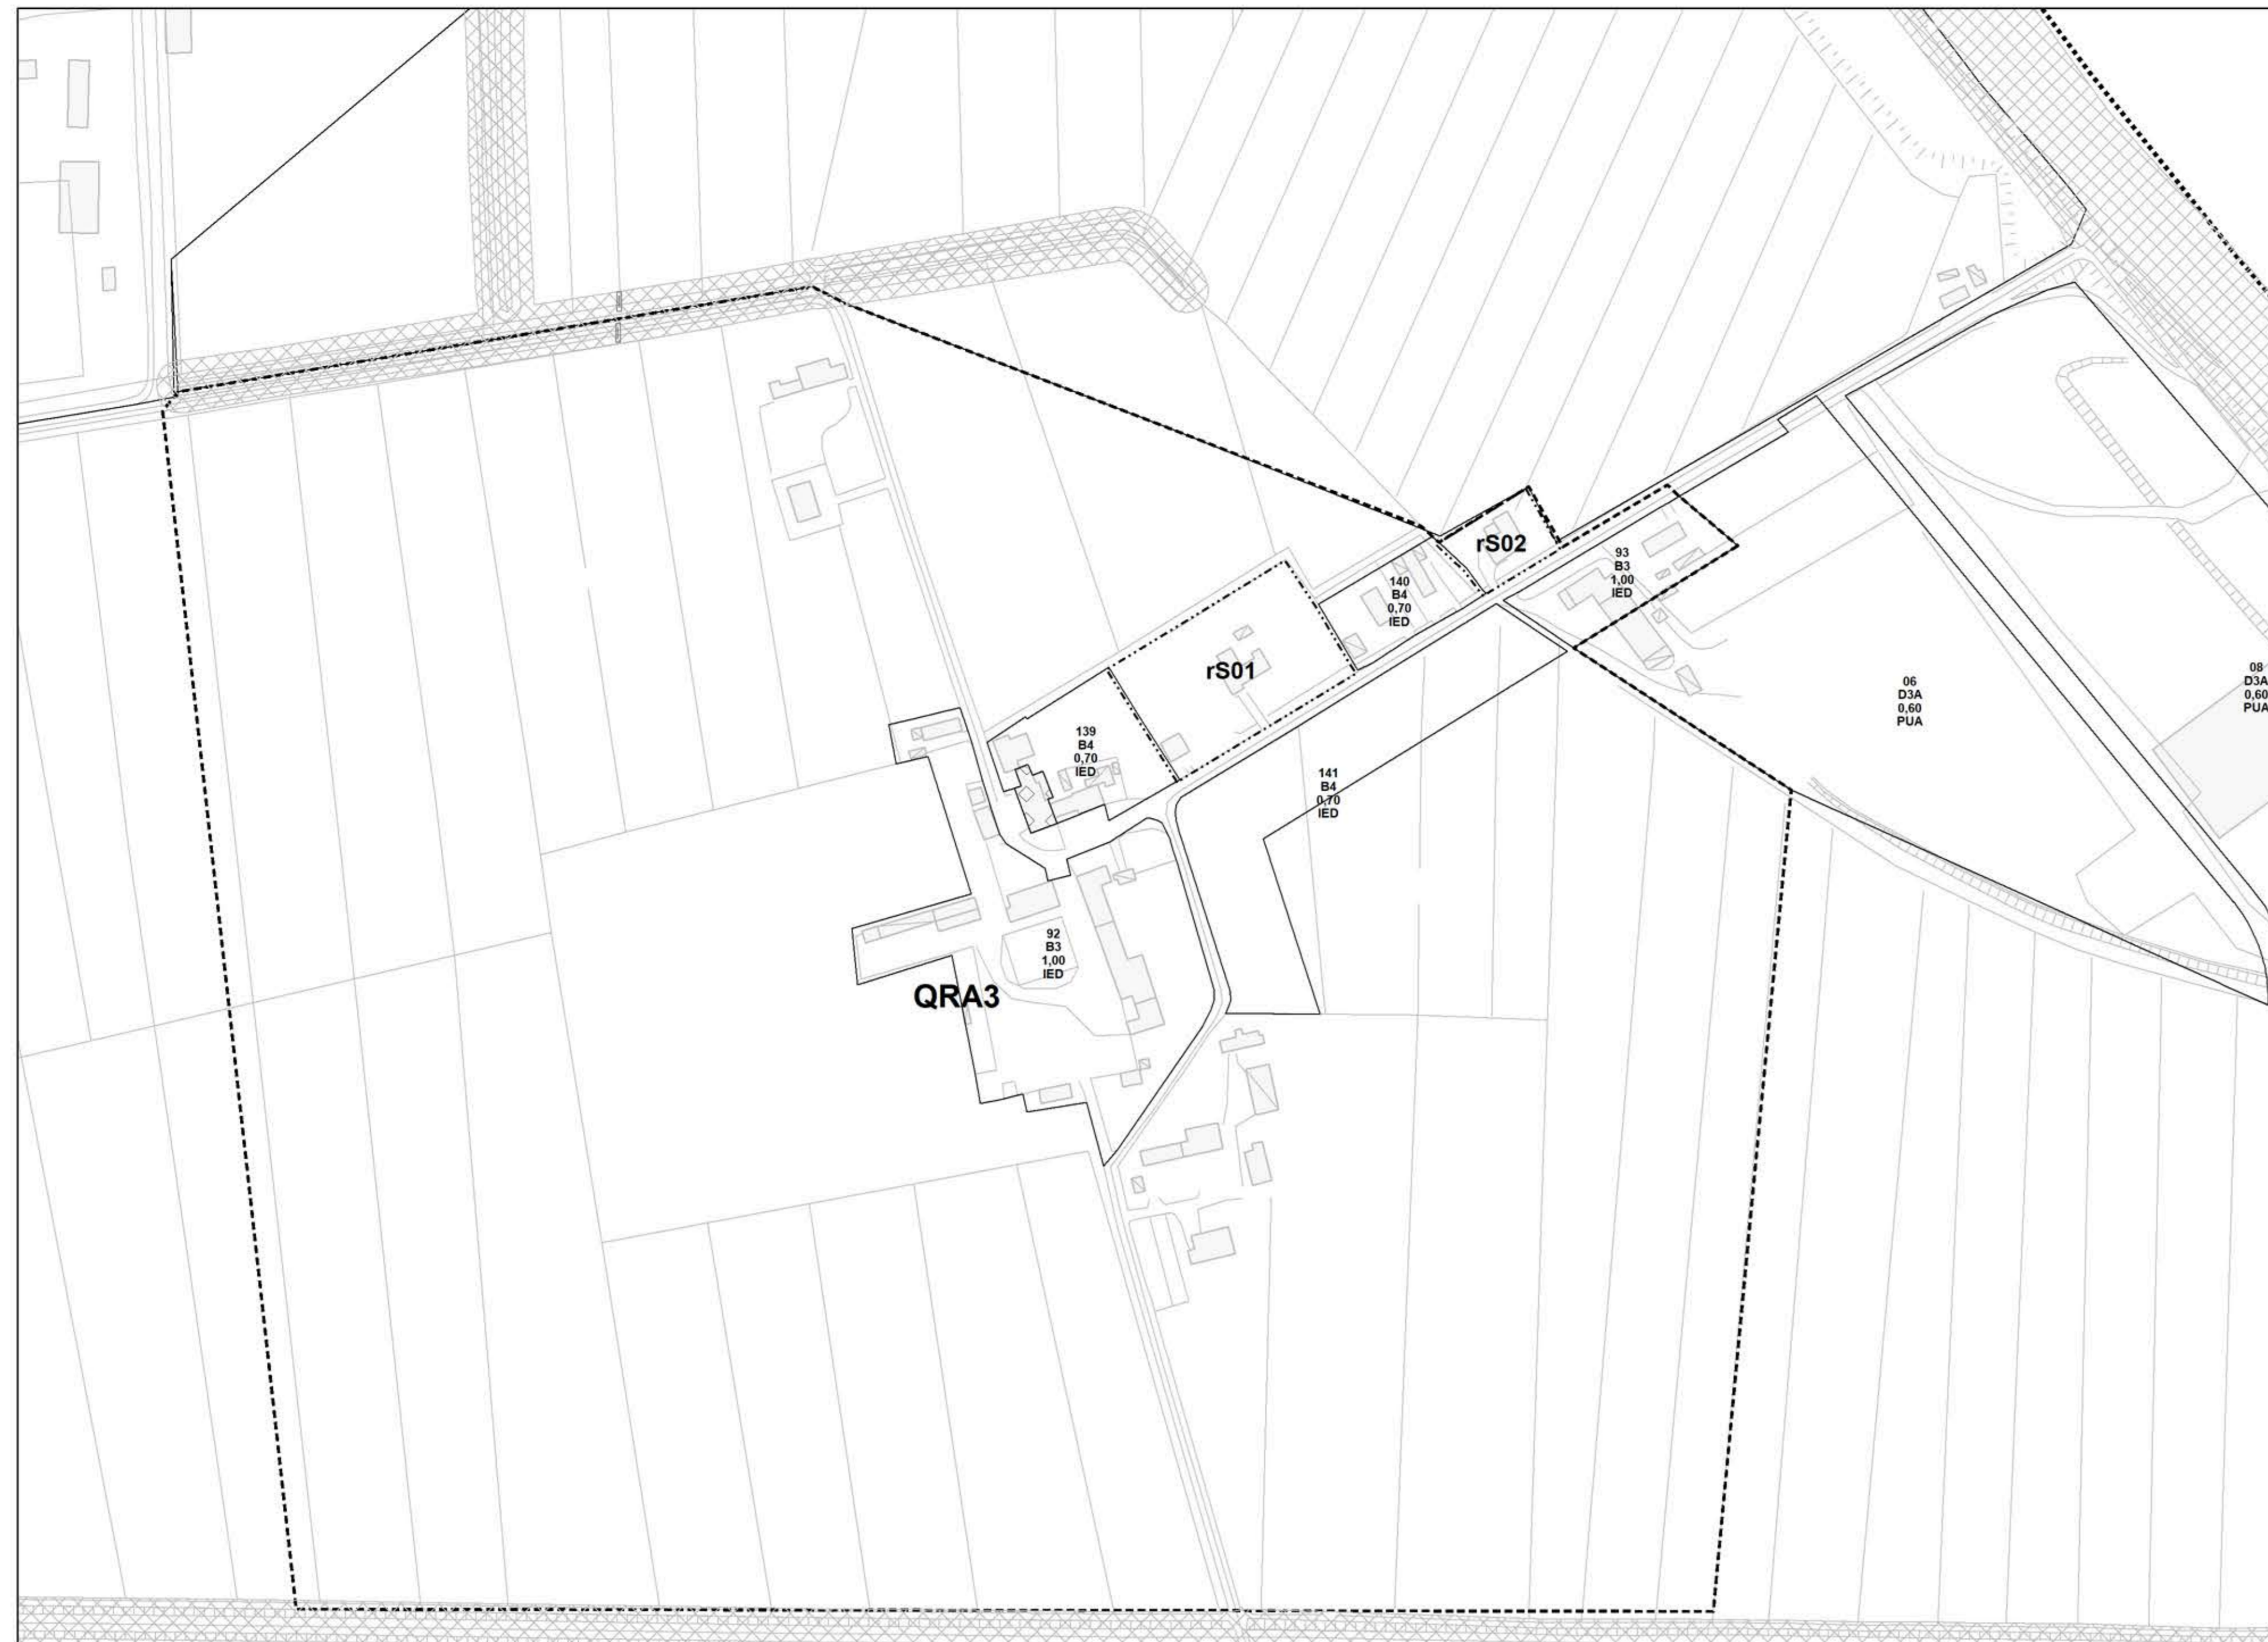 rS02
93
B3
1,00
IED
140
B4
0,70
IED
rS01
06
D3A
0,60
PUA
08
D3A
0,60
PUA
139
B4
0,70
IED
141
B4
0,70
IED
92
B3
1,00
IED
QRA3